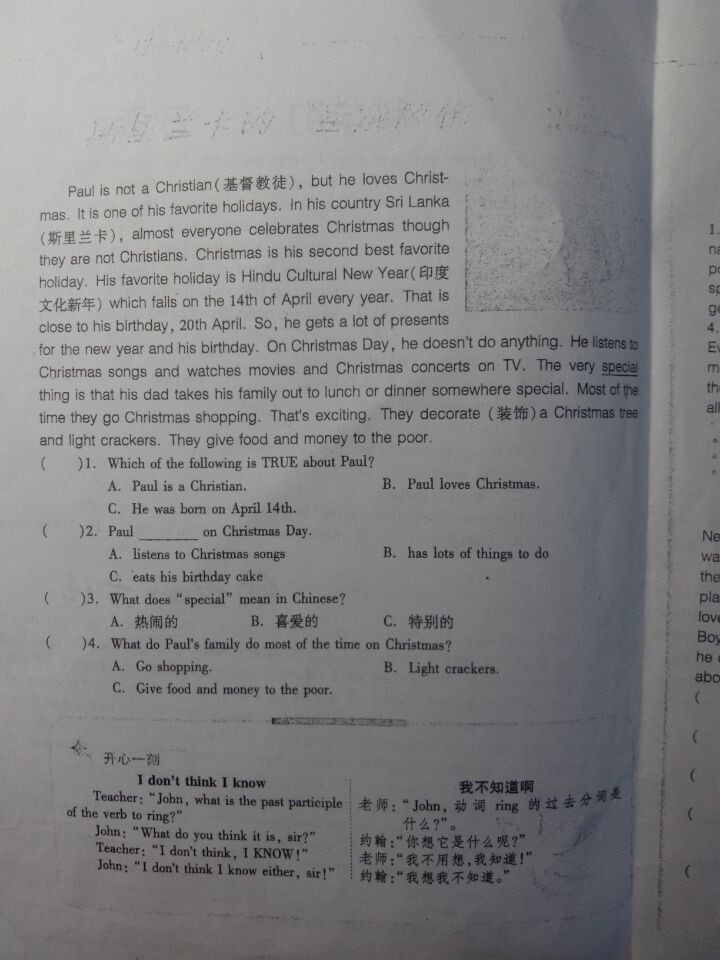 Paul is not a Christian(基督教徒), but he loves Christ-
mas. It is one of his favorite holidays. In his country Sri Lanka
(斯里兰卡), almost everyone celebrates Christmas though
they are not Christians. Christmas is his second best favorite
holiday. His favorite holiday is Hindu Cultural New Year(印度
文化新年) which falls on the 14th of April every year. That is
close to his birthday, 20th April. So, he gets a lot of presents
for the new year and his birthday. On Christmas Day, he doesn't do anything. He listens to
Christmas songs and watches movies and Christmas concerts on TV. The very special
thing is that his dad takes his family out to lunch or dinner somewhere special. Most of the
time they go Christmas shopping. That's exciting. They decorate (装饰) a Christmas tree
and light crackers. They give food and money to the poor.
( )1. Which of the following is TRUE about Paul?
A. Paul is a Christian. B. Paul loves Christmas.
C. He was born on April 14th.
( )2. Paul ________ on Christmas Day.
A. listens to Christmas songs B. has lots of things to do
C. eats his birthday cake
( )3. What does "special" mean in Chinese?
A. 热闹的 B. 喜爱的 C. 特别的
( )4. What do Paul's family do most of the time on Christmas?
A. Go shopping. B. Light crackers.
C. Give food and money to the poor.
开心一刻
I don't think I know
Teacher: "John, what is the past participle
of the verb to ring?"
John: "What do you think it is, sir?"
Teacher: "I don't think, I KNOW!"
John: "I don't think I know either, sir!"
我不知道啊
老师:"John, 动词 ring 的过去分词是
什么?"。
约翰:"你想它是什么呢?"
老师:"我不用想,我知道!"
约翰:"我想我不知道。"
1.
4.
Ne
wa
the
pla
love
Boy
he
abo
(
(
(
(
(